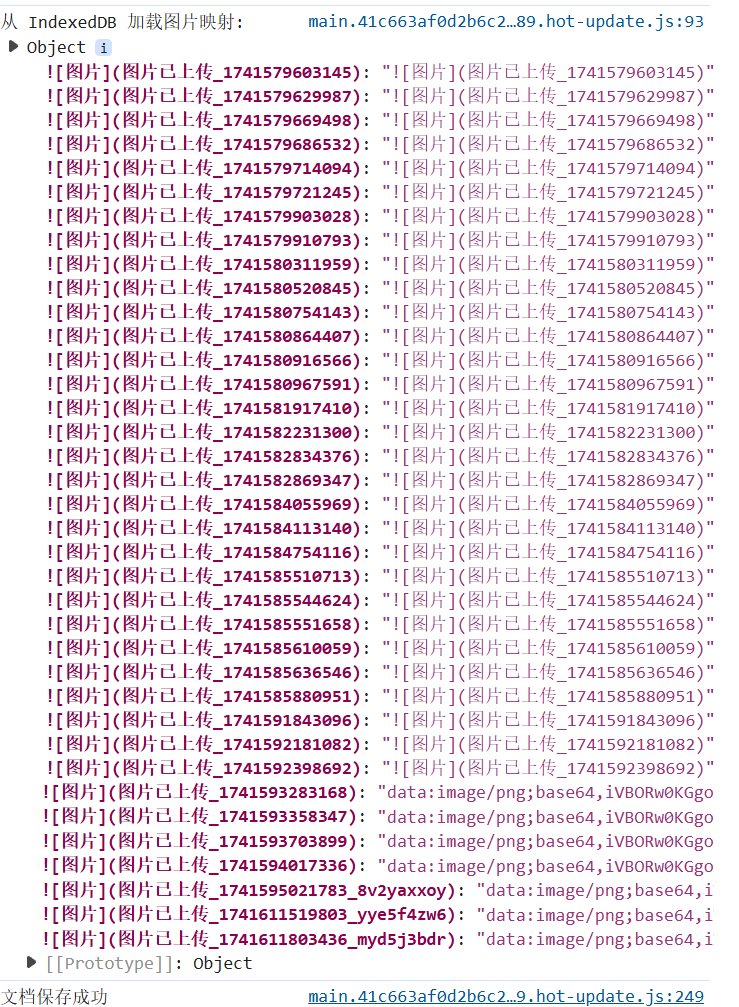 从 IndexedDB 加载图片映射: main.41c663af0d2b6c2…89.hot-update.js:93
▶ Object i
![图片](图片已上传_1741579603145): "![图片](图片已上传_1741579603145)"
![图片](图片已上传_1741579629987): "![图片](图片已上传_1741579629987)"
![图片](图片已上传_1741579669498): "![图片](图片已上传_1741579669498)"
![图片](图片已上传_1741579686532): "![图片](图片已上传_1741579686532)"
![图片](图片已上传_1741579714094): "![图片](图片已上传_1741579714094)"
![图片](图片已上传_1741579721245): "![图片](图片已上传_1741579721245)"
![图片](图片已上传_1741579903028): "![图片](图片已上传_1741579903028)"
![图片](图片已上传_1741579910793): "![图片](图片已上传_1741579910793)"
![图片](图片已上传_1741580311959): "![图片](图片已上传_1741580311959)"
![图片](图片已上传_1741580520845): "![图片](图片已上传_1741580520845)"
![图片](图片已上传_1741580754143): "![图片](图片已上传_1741580754143)"
![图片](图片已上传_1741580864407): "![图片](图片已上传_1741580864407)"
![图片](图片已上传_1741580916566): "![图片](图片已上传_1741580916566)"
![图片](图片已上传_1741580967591): "![图片](图片已上传_1741580967591)"
![图片](图片已上传_1741581917410): "![图片](图片已上传_1741581917410)"
![图片](图片已上传_1741582231300): "![图片](图片已上传_1741582231300)"
![图片](图片已上传_1741582834376): "![图片](图片已上传_1741582834376)"
![图片](图片已上传_1741582869347): "![图片](图片已上传_1741582869347)"
![图片](图片已上传_1741584055969): "![图片](图片已上传_1741584055969)"
![图片](图片已上传_1741584113140): "![图片](图片已上传_1741584113140)"
![图片](图片已上传_1741584754116): "![图片](图片已上传_1741584754116)"
![图片](图片已上传_1741585510713): "![图片](图片已上传_1741585510713)"
![图片](图片已上传_1741585544624): "![图片](图片已上传_1741585544624)"
![图片](图片已上传_1741585551658): "![图片](图片已上传_1741585551658)"
![图片](图片已上传_1741585610059): "![图片](图片已上传_1741585610059)"
![图片](图片已上传_1741585636546): "![图片](图片已上传_1741585636546)"
![图片](图片已上传_1741585880951): "![图片](图片已上传_1741585880951)"
![图片](图片已上传_1741591843096): "![图片](图片已上传_1741591843096)"
![图片](图片已上传_1741592181082): "![图片](图片已上传_1741592181082)"
![图片](图片已上传_1741592398692): "![图片](图片已上传_1741592398692)"
![图片](图片已上传_1741593283168): "data:image/png;base64,iVBORw0KGgo
![图片](图片已上传_1741593358347): "data:image/png;base64,iVBORw0KGgo
![图片](图片已上传_1741593703899): "data:image/png;base64,iVBORw0KGgo
![图片](图片已上传_1741594017336): "data:image/png;base64,iVBORw0KGgo
![图片](图片已上传_1741595021783_8v2yaxxoy): "data:image/png;base64,i
![图片](图片已上传_1741611519803_yye5f4zw6): "data:image/png;base64,i
![图片](图片已上传_1741611803436_myd5j3bdr): "data:image/png;base64,i
▶ [[Prototype]]: Object
文档保存成功 main.41c663af0d2b6c2…9.hot-update.js:249